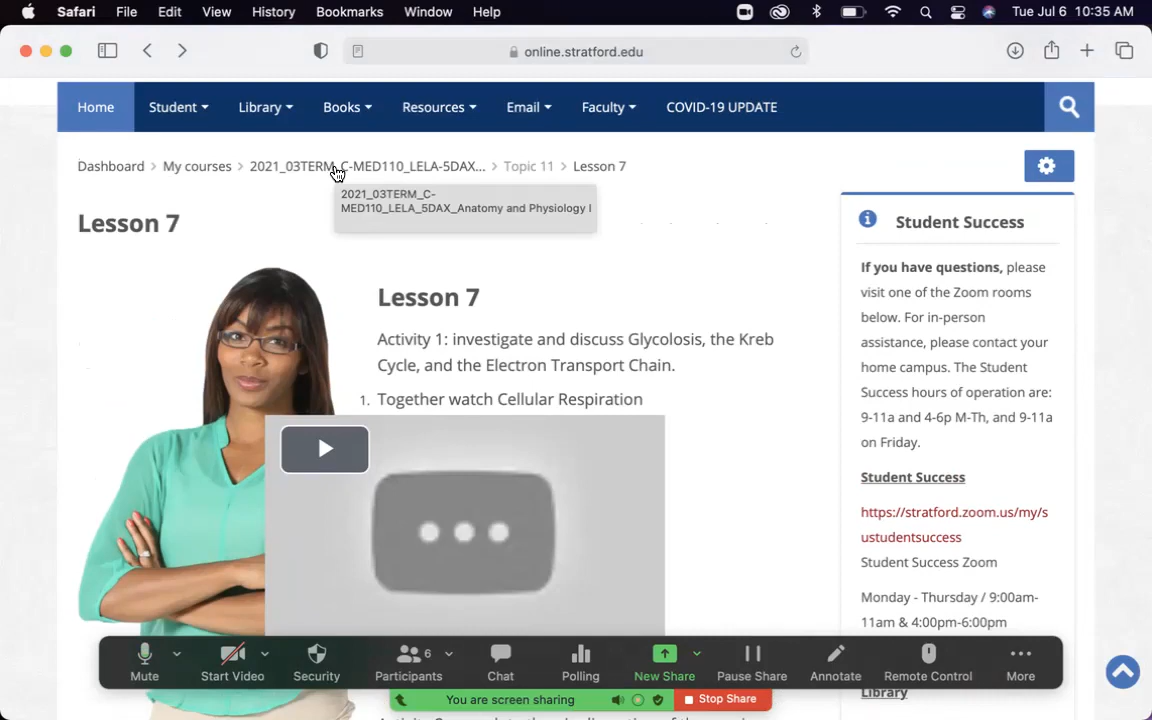 Safari File Edit View History Bookmarks Window Help Tue Jul 6 10:35 AM
online.stratford.edu
Home Student Library Books Resources Email Faculty COVID-19 UPDATE
Dashboard > My courses > 2021_03TERM_C-MED110_LELA-5DAX... > Topic 11 > Lesson 7
2021_03TERM_C-
MED110_LELA_5DAX_Anatomy and Physiology I
Lesson 7
Lesson 7
Activity 1: investigate and discuss Glycolosis, the Kreb
Cycle, and the Electron Transport Chain.
1. Together watch Cellular Respiration
Student Success
If you have questions, please
visit one of the Zoom rooms
below. For in-person
assistance, please contact your
home campus. The Student
Success hours of operation are:
9-11a and 4-6p M-Th, and 9-11a
on Friday.
Student Success
https://stratford.zoom.us/my/s
ustudentsuccess
Student Success Zoom
Monday - Thursday / 9:00am-
11am & 4:00pm-6:00pm
Library
Mute Start Video Security Participants 6 Chat Polling New Share Pause Share Annotate Remote Control More
You are screen sharing Stop Share